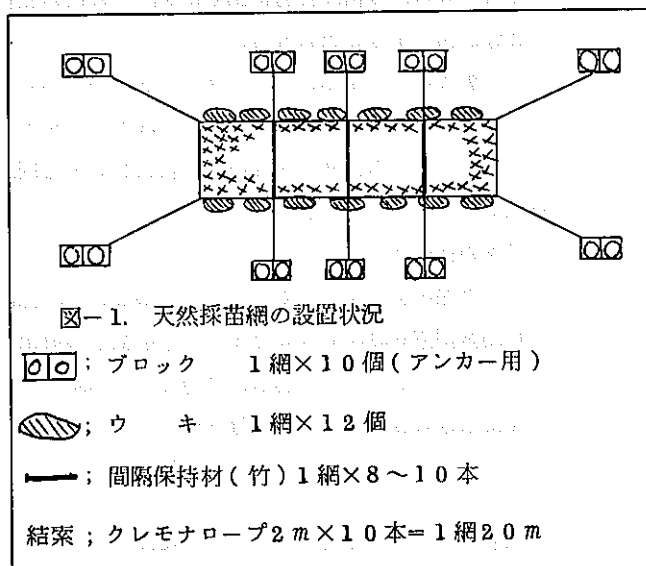 図-1. 天然採苗網の設置状況
; ブロック 1網×10個(アンカー用)
; ウキ 1網×12個
; 間隔保持材(竹)1網×8~10本
結索;クレモナロープ2m×10本=1網20m